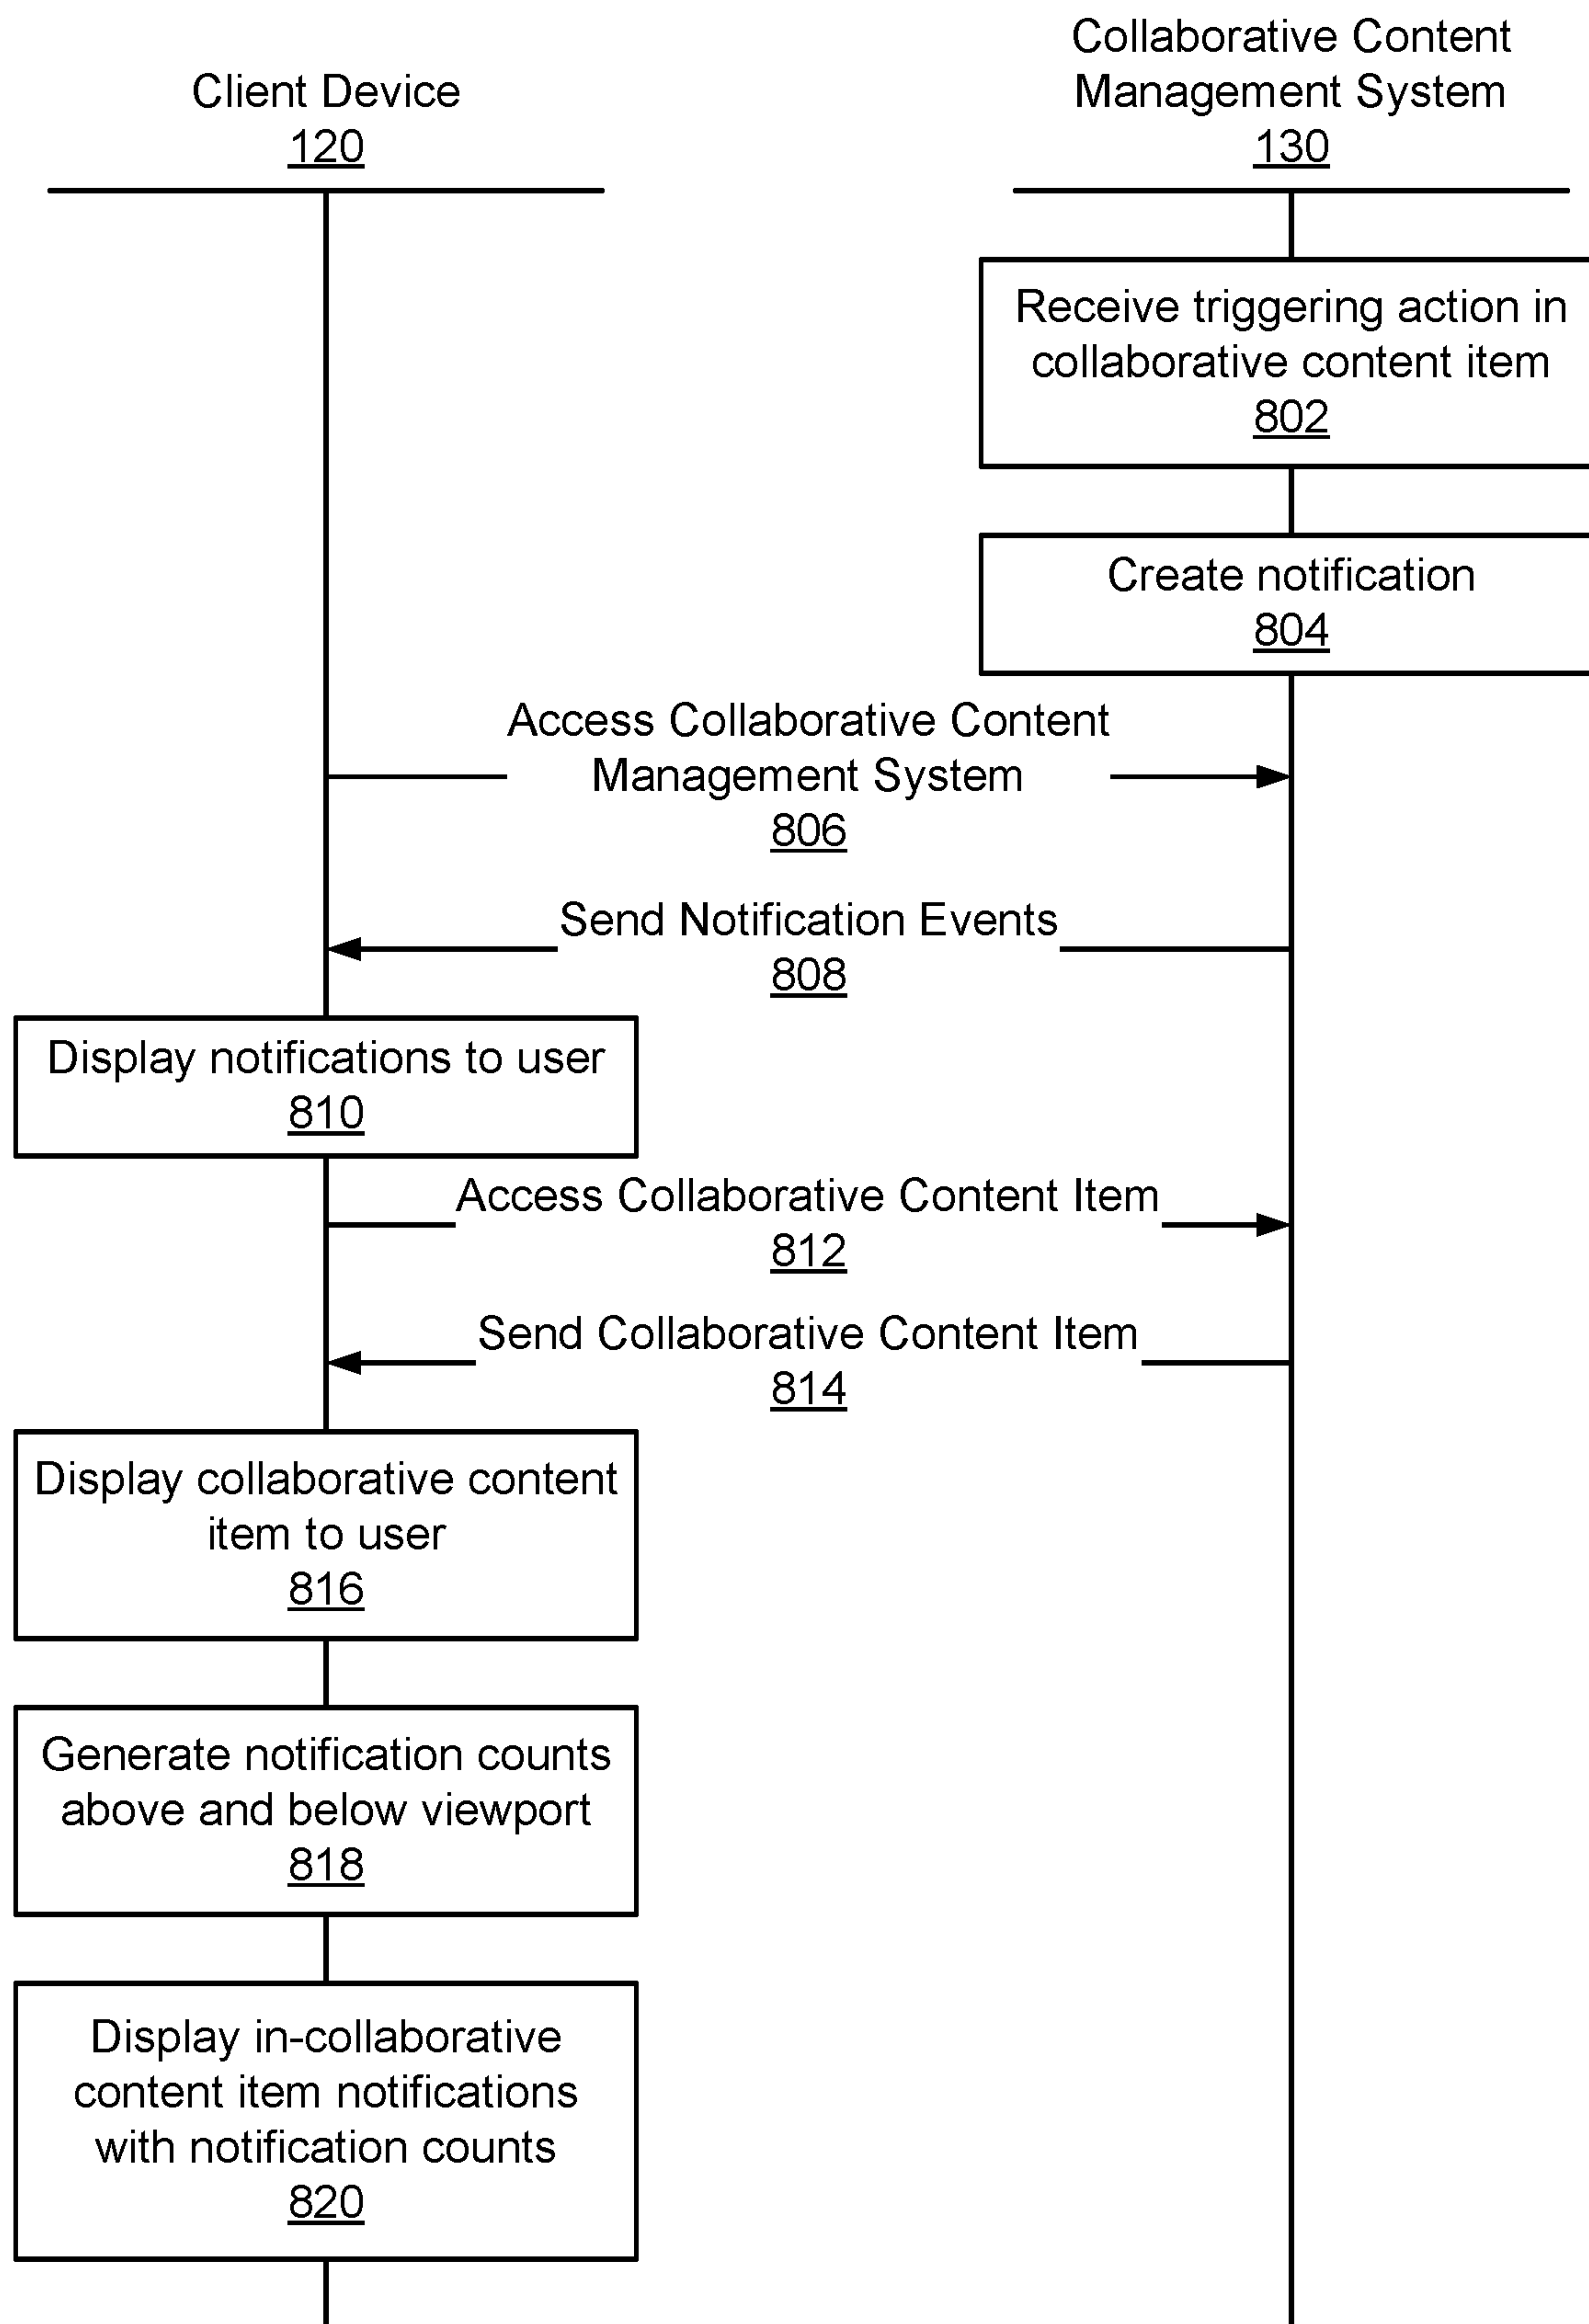 Client Device
120
Collaborative Content
Management System
130
Receive triggering action in
collaborative content item
802
Create notification
804
Access Collaborative Content
Management System
806
Send Notification Events
808
Display notifications to user
810
Access Collaborative Content Item
812
Send Collaborative Content Item
814
Display collaborative content
item to user
816
Generate notification counts
above and below viewport
818
Display in-collaborative
content item notifications
with notification counts
820